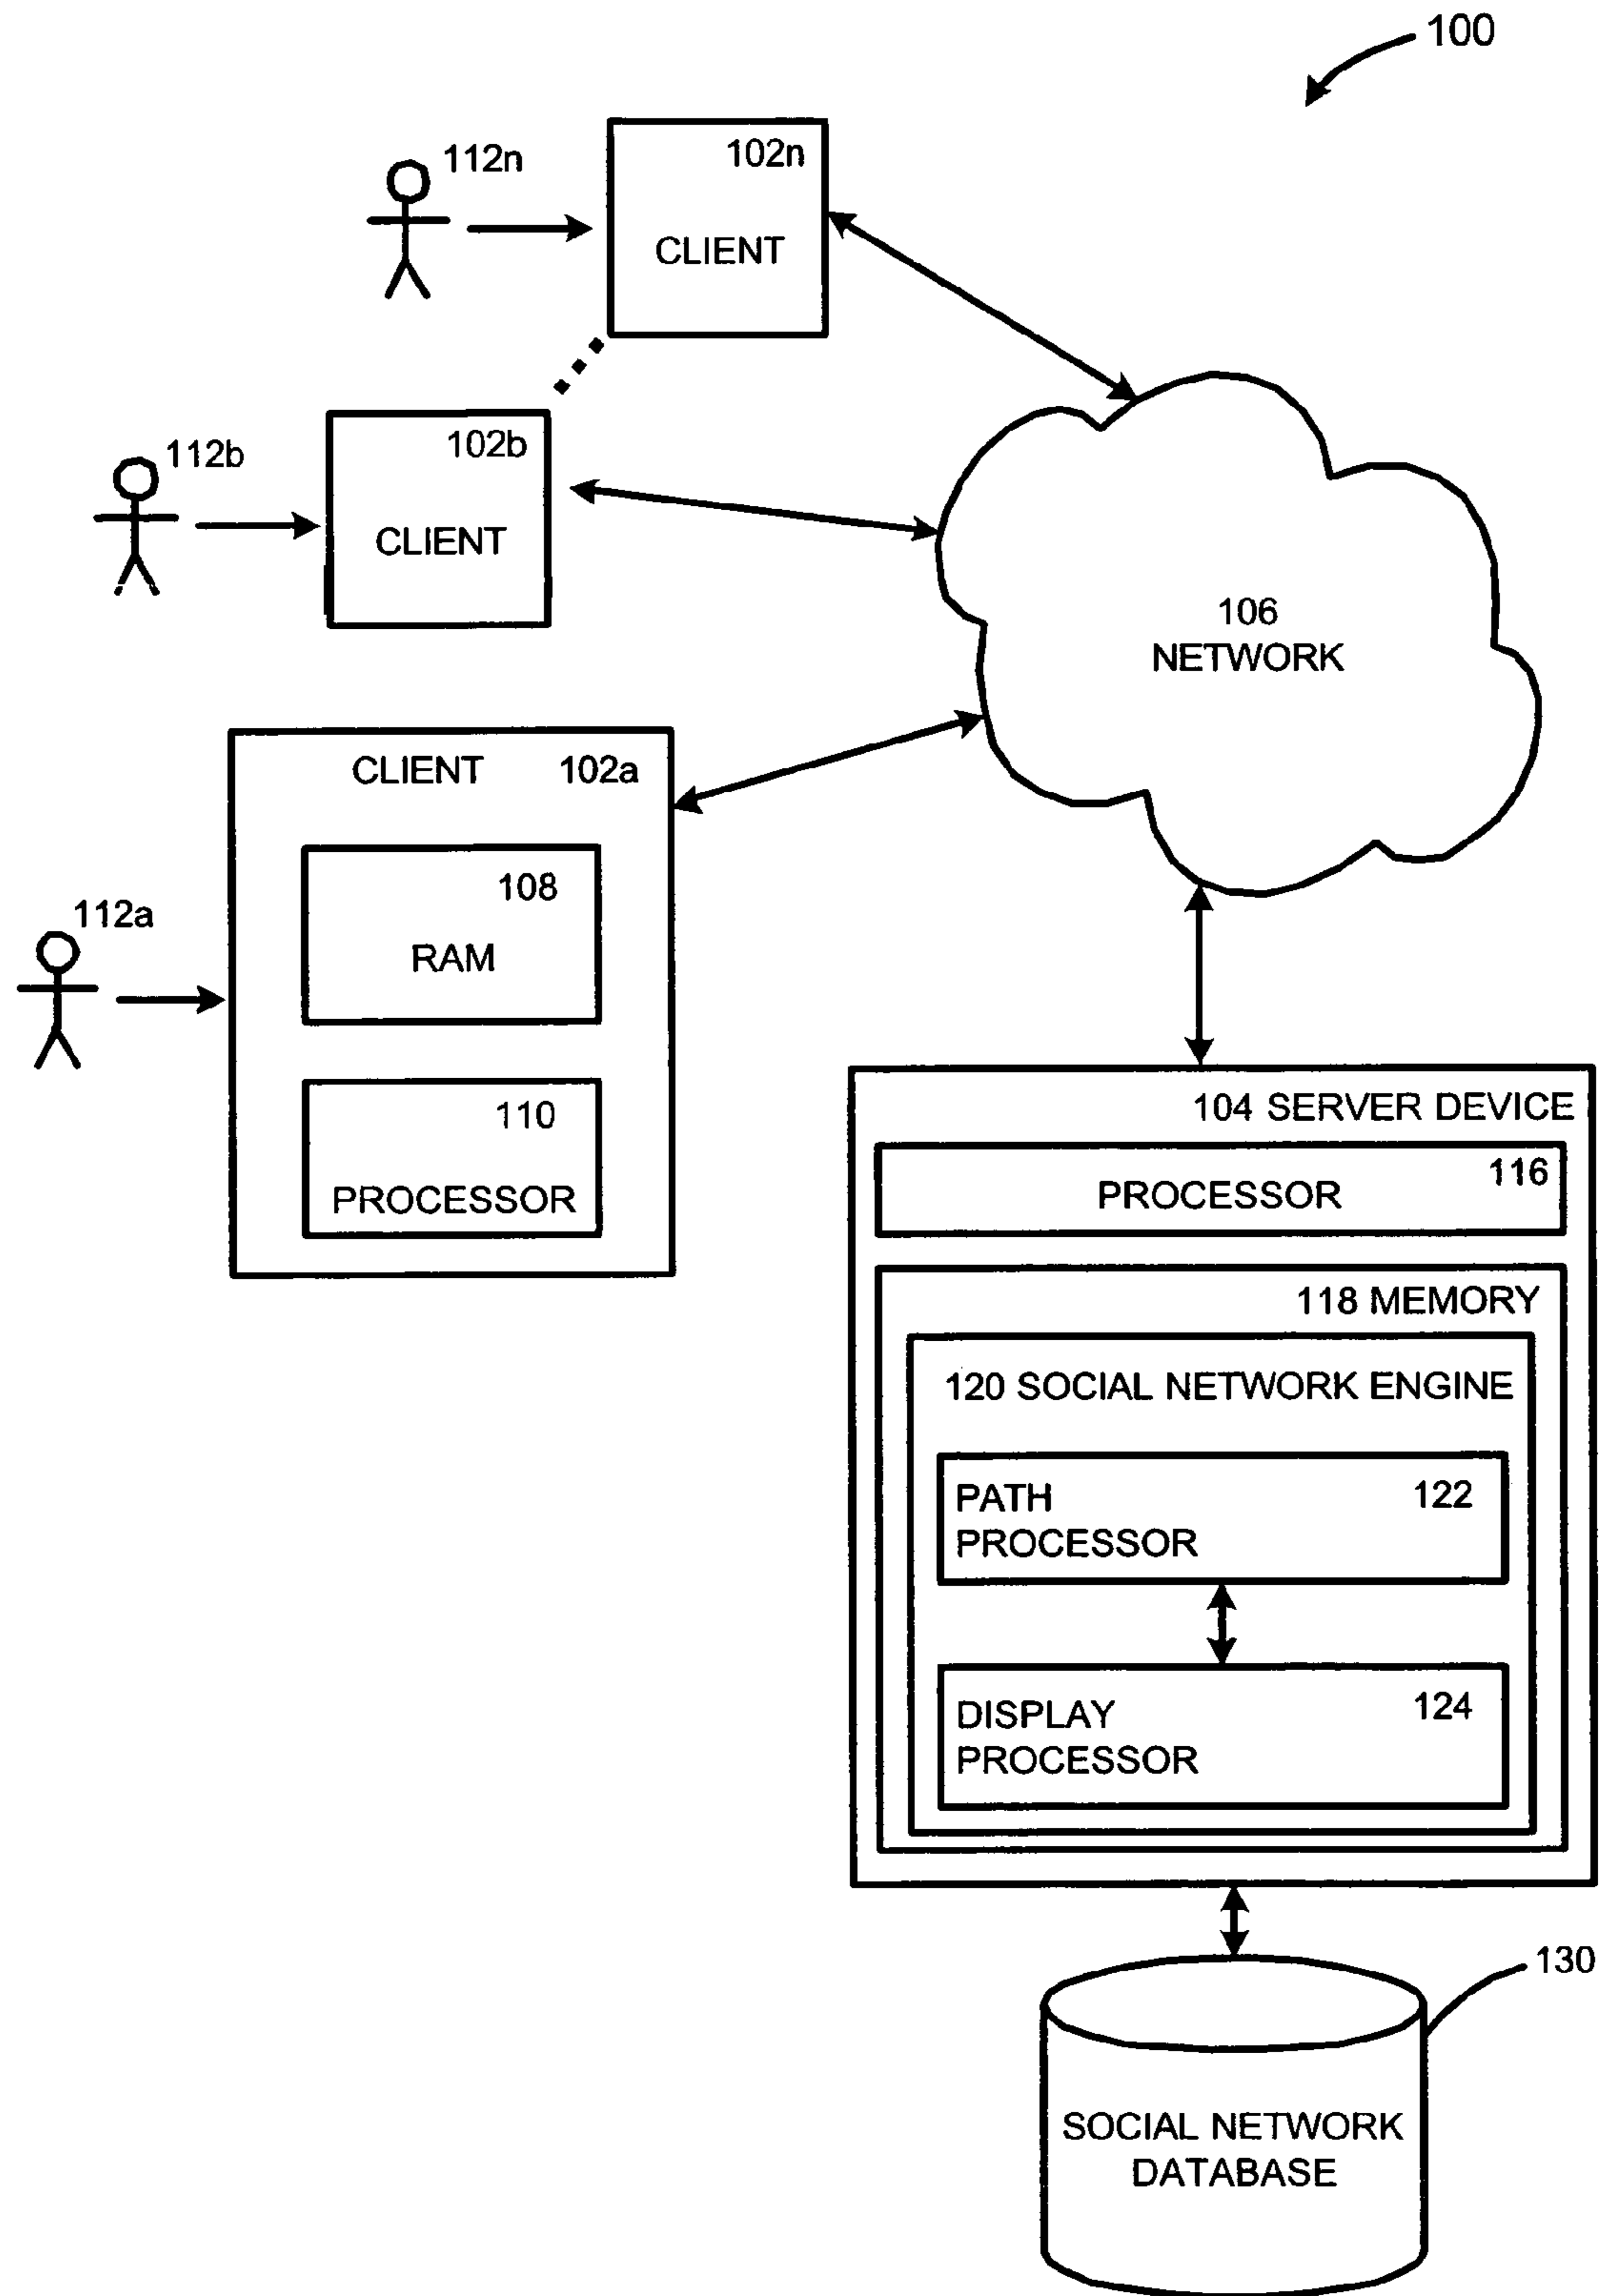 100
112n
102n
CLIENT
112b
102b
CLIENT
106
NETWORK
CLIENT 102a
108
RAM
112a
110
PROCESSOR
104 SERVER DEVICE
116
PROCESSOR
118 MEMORY
120 SOCIAL NETWORK ENGINE
PATH 122
PROCESSOR
DISPLAY 124
PROCESSOR
130
SOCIAL NETWORK
DATABASE